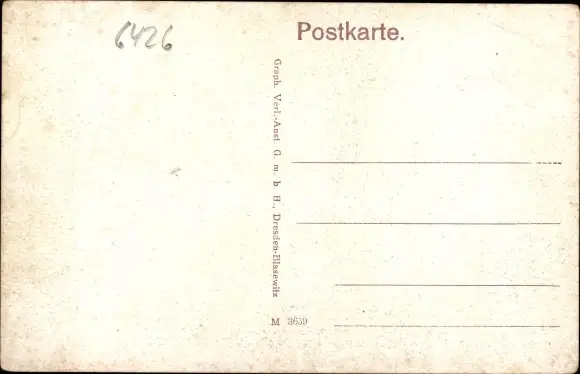 6426
Postkarte.
Graph. Verl.-Anst G. m. b. H., Dresden-Blasewitz
M 3659